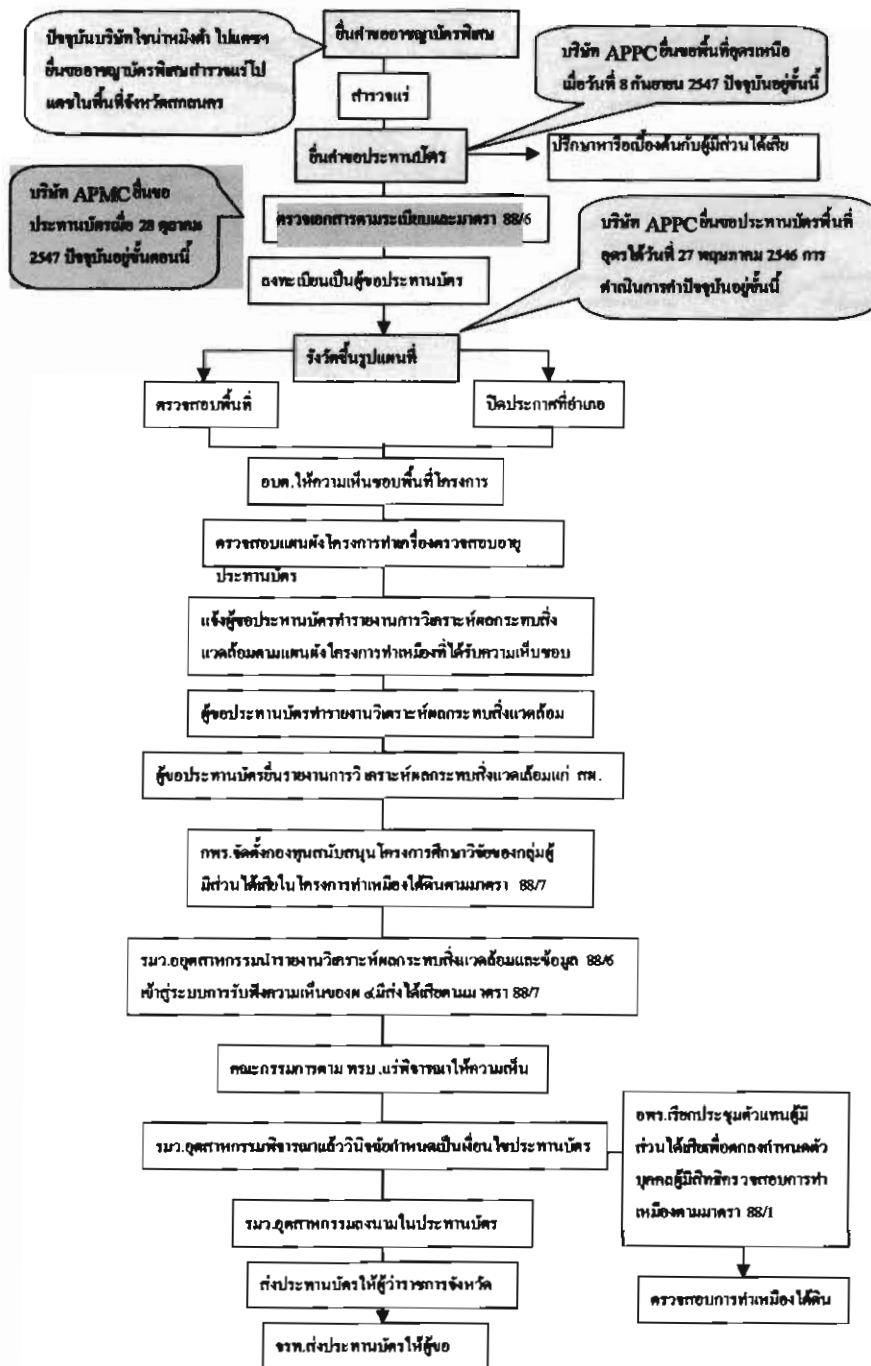 ปัจจุบันบริษัทไชน่าหมิงต๋า โปแตชฯ
ยื่นขออาชญาบัตรพิเศษสำรวจแร่โป
แตชในพื้นที่จังหวัดสกลนคร
ยื่นคำขออาชญาบัตรพิเศษ
บริษัท APPC ยื่นขอพื้นที่อุดรเหนือ
เมื่อวันที่ 8 กันยายน 2547 ปัจจุบันอยู่ขั้นนี้
สำรวจแร่
ยื่นคำขอประทานบัตร
ปรึกษาหารือเบื้องต้นกับผู้มีส่วนได้เสีย
บริษัท APMC ยื่นขอ
ประทานบัตรเมื่อ 28 ตุลาคม
2547 ปัจจุบันอยู่ขั้นตอนนี้
ตรวจเอกสารตามระเบียบและมาตรา 88/6
บริษัท APPC ยื่นขอประทานบัตรพื้นที่
อุดรใต้วันที่ 27 พฤษภาคม 2546 การ
ดำเนินการคำปัจจุบันอยู่ขั้นนี้
ลงทะเบียนเป็นผู้ขอประทานบัตร
รังวัดขึ้นรูปแผนที่
ตรวจสอบพื้นที่
ปิดประกาศที่อำเภอ
อบต.ให้ความเห็นชอบพื้นที่โครงการ
ตรวจสอบแผนผังโครงการทำเครื่องตรวจสอบอายุ
ประทานบัตร
แจ้งผู้ขอประทานบัตรทำรายงานการวิเคราะห์ผลกระทบสิ่ง
แวดล้อมตามแผนผังโครงการทำเหมืองที่ได้รับความเห็บชอบ
ผู้ขอประทานบัตรทำรายงานวิเคราะห์ผลกระทบสิ่งแวดล้อม
ผู้ขอประทานบัตรยื่นรายงานการวิเคราะห์ผลกระทบสิ่งแวดเล้อมแก่ สผ.
กพร.จัดตั้งกองทุนสนับสนุนโครงการศึกษาวิจัยของกลุ่มผู้
มีส่วนได้เสียในโครงการทำเหมืองใต้ดินตามมาตรา 88/7
รมว.ออุตสาหกรรมนำรายงานวิเคราะห์ผลกระทบสิ่งแวดล้อมและข้อมูล 88/6
เข้าสู่ระบบการรับฟังความเห็นของผ ๔.มีส่งได้เสียตามมาตรา 88/7
คณะกรรมการตาม พรบ.แร่พิจารณาให้ความเห็น
รมว.อุตสาหกรรมพิจารณาแล้ววินิจฉัยกำหนดเป็นเงื่อนไขประทานบัตร
อพร.เรียกประชุมตัวแทนผู้มี
ส่วนได้เสียเพื่อตกลงกำหนดตัว
บุคคลผู้มีสิทธิตรวจสอบการทำ
เหมืองตามมาตรา 88/1
รมว.อุตสาหกรรมลงนามในประทานบัตร
ส่งประทานบัตรให้ผู้ว่าราชการจังหวัด
ตรวจสอบการทำเหมืองใต้ดิน
จรท.ส่งประทานบัตรให้ผู้ขอ